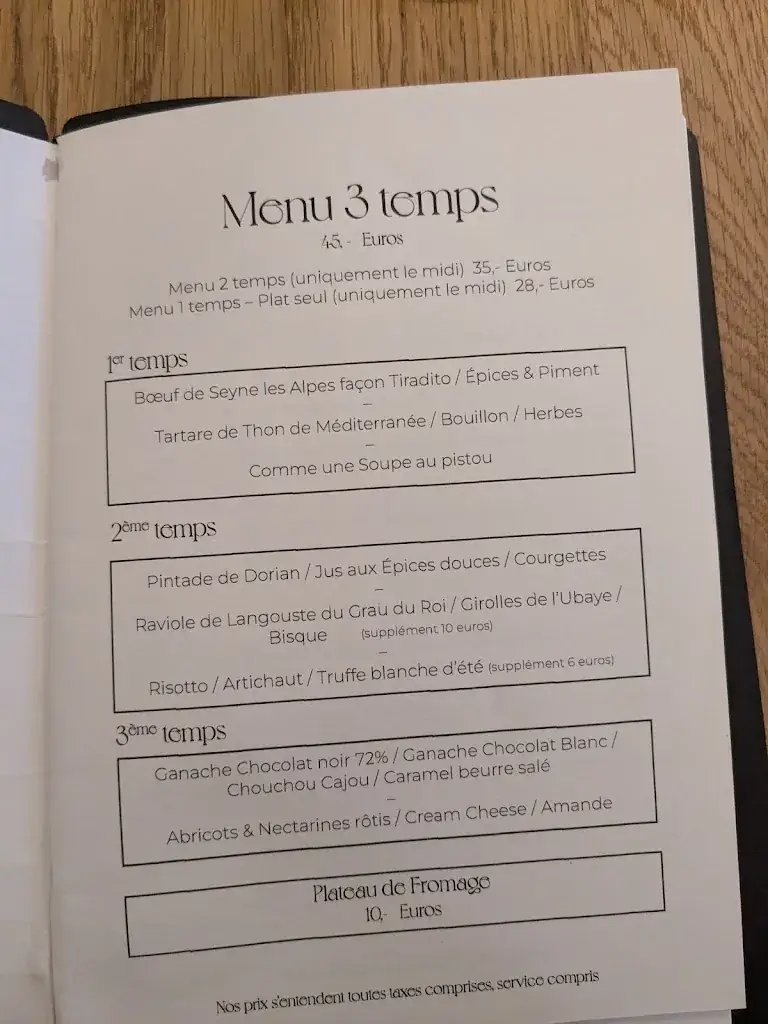 Menu 3 temps
45,- Euros
Menu 2 temps (uniquement le midi) 35,- Euros
Menu 1 temps – Plat seul (uniquement le midi) 28,- Euros
1er temps
Bœuf de Seyne les Alpes façon Tiradito / Épices & Piment
–
Tartare de Thon de Méditerranée / Bouillon / Herbes
–
Comme une Soupe au pistou
2ème temps
Pintade de Dorian / Jus aux Épices douces / Courgettes
–
Raviole de Langouste du Grau du Roi / Girolles de l'Ubaye /
Bisque (supplément 10 euros)
–
Risotto / Artichaut / Truffe blanche d'été (supplément 6 euros)
3ème temps
Ganache Chocolat noir 72% / Ganache Chocolat Blanc /
Chouchou Cajou / Caramel beurre salé
–
Abricots & Nectarines rôtis / Cream Cheese / Amande
Plateau de Fromage
10,- Euros
Nos prix s'entendent toutes taxes comprises, service compris